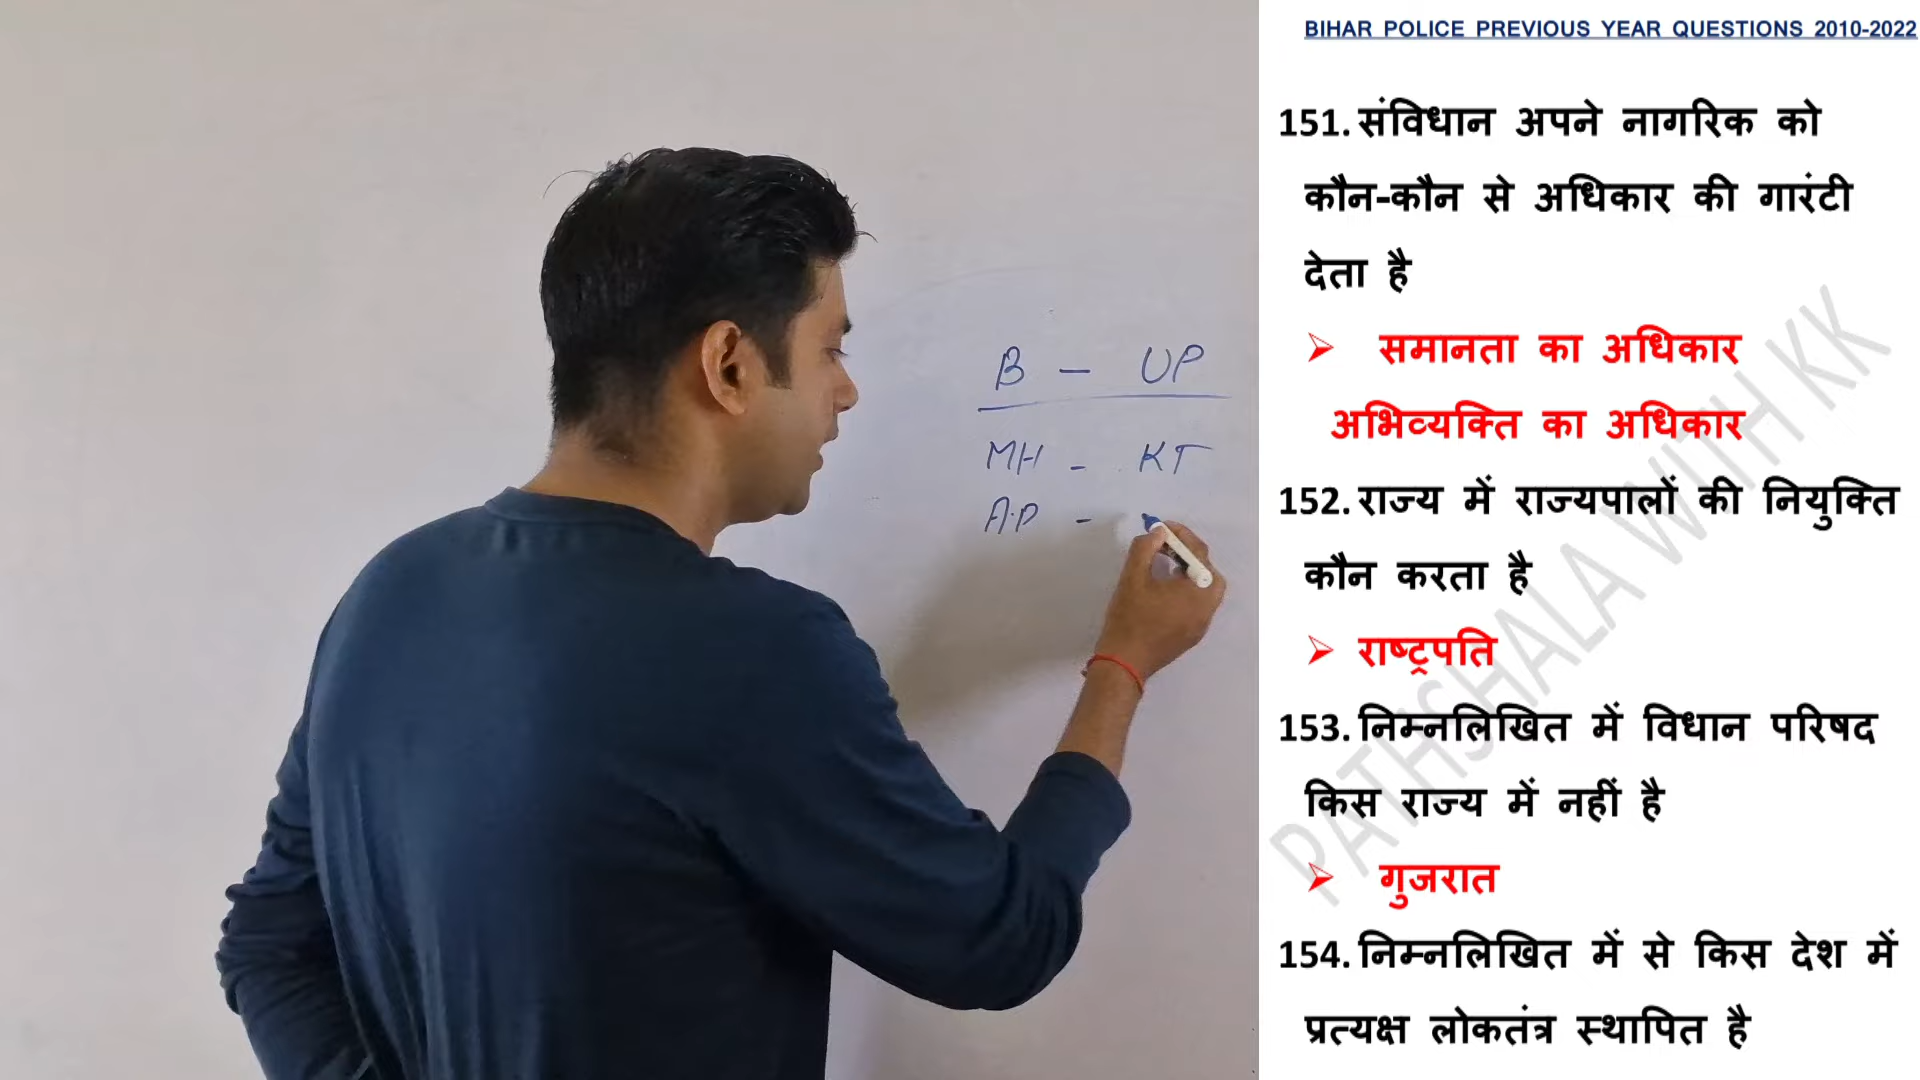 B - UP
MH - KT
A.P -
BIHAR POLICE PREVIOUS YEAR QUESTIONS 2010-2022
151. संविधान अपने नागरिक को
कौन-कौन से अधिकार की गारंटी
देता है
➢ समानता का अधिकार
अभिव्यक्ति का अधिकार
152. राज्य में राज्यपालों की नियुक्ति
कौन करता है
➢ राष्ट्रपति
153. निम्नलिखित में विधान परिषद
किस राज्य में नहीं है
➢ गुजरात
154. निम्नलिखित में से किस देश में
प्रत्यक्ष लोकतंत्र स्थापित है
PATHSHALA WITH KK